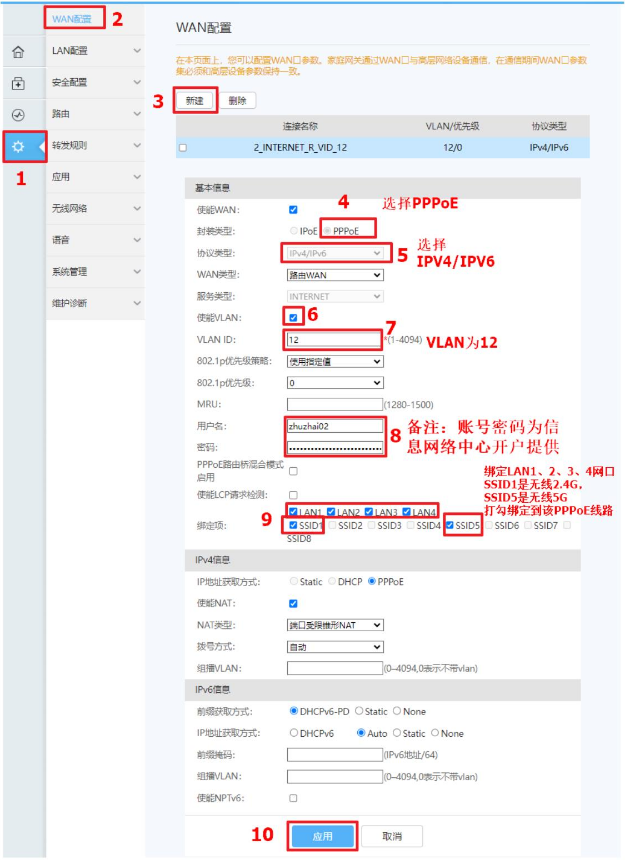 WAN配置 2
WAN配置
LAN配置
在本页面上，您可以配置WAN口参数。家庭网关通过WAN口与高层网络设备通信，在通信期间WAN口参数
集必须和高层设备参数保持一致。
安全配置
3 新建 删除
路由
连接名称 VLAN/优先级 协议类型
转发规则
2_INTERNET_R_VID_12 12/0 IPv4/IPv6
1
应用
无线网络
语音
系统管理
维护诊断
基本信息
使能WAN: 4 选择PPPoE
封装类型: IPoE PPPoE
协议类型: IPv4/IPv6 5 选择
IPV4/IPV6
WAN类型: 路由WAN
服务类型: INTERNET
使能VLAN: 6
7
VLAN ID: 12 *(1-4094) VLAN为12
802.1p优先级策略: 使用指定值
802.1p优先级: 0
MRU: (1280-1500)
用户名: zhuzhai02
8 备注：账号密码为信
息网络中心开户提供
密码:
PPPoE路由桥混合模式
启用
使能LCP请求检测:
绑定LAN1、2、3、4网口
SSID1是无线2.4G，
SSID5是无线5G
打勾绑定到该PPPoE线路
9
绑定项: LAN1 LAN2 LAN3 LAN4
SSID1 SSID2 SSID3 SSID4 SSID5 SSID6 SSID7
SSID8
IPv4信息
IP地址获取方式: Static DHCP PPPoE
使能NAT:
NAT类型: 端口受限锥形NAT
拨号方式: 自动
组播VLAN: (0–4094,0表示不带vlan)
IPv6信息
前缀获取方式: DHCPv6-PD Static None
IP地址获取方式: DHCPv6 Auto Static None
前缀掩码: (IPv6地址/64)
组播VLAN: (0–4094,0表示不带vlan)
使能NPTv6:
10 应用 取消